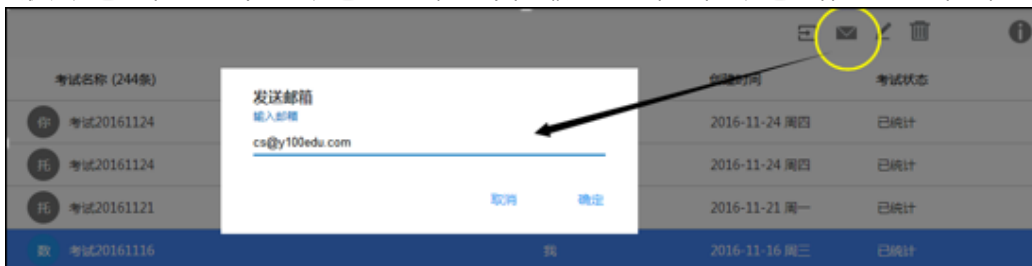 考试名称 (244条)
创建时间
考试状态
发送邮箱
输入邮箱
cs@y100edu.com
取消
确定
你 考试20161124 2016-11-24 周四 已统计
托 考试20161124 2016-11-24 周四 已统计
托 考试20161121 2016-11-21 周一 已统计
数 考试20161116 我 2016-11-16 周三 已统计